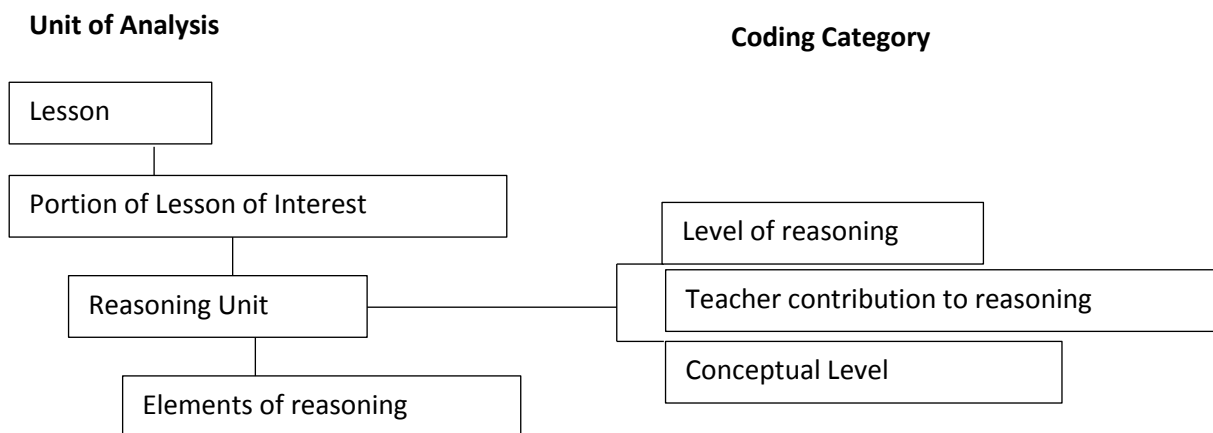 Unit of Analysis
Coding Category
Lesson
Portion of Lesson of Interest
Level of reasoning
Reasoning Unit
Teacher contribution to reasoning
Conceptual Level
Elements of reasoning